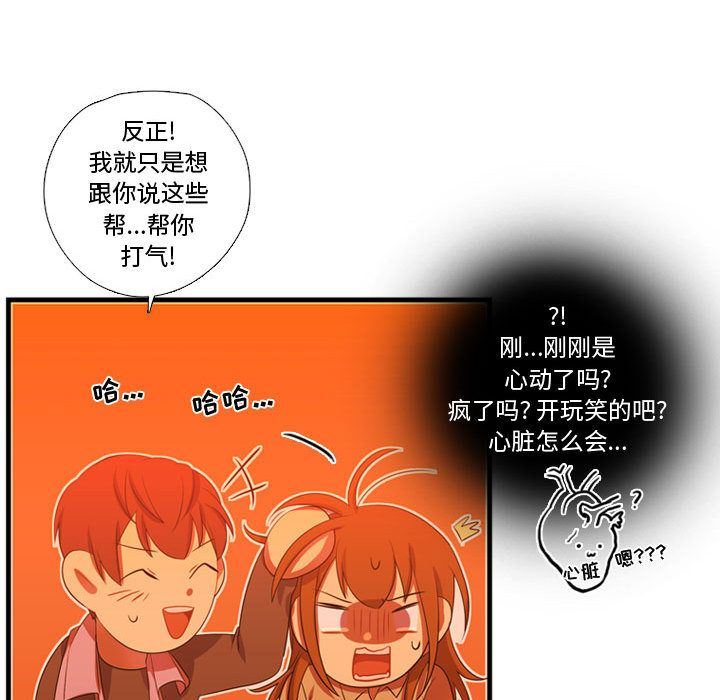 反正!
我就只是想
跟你说这些
帮...帮你
打气!
?!
刚...刚刚是
心动了吗?
疯了吗? 开玩笑的吧?
心脏怎么会...
哈...
哈哈...
?
心脏
嗯???